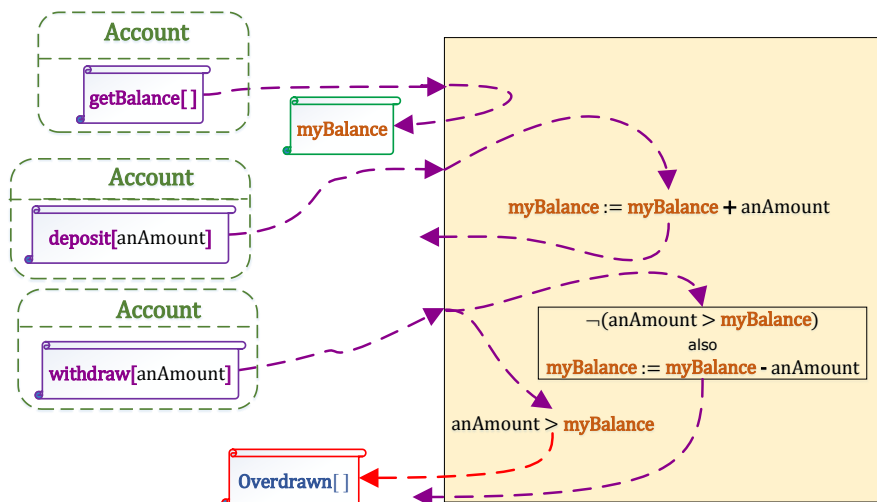 Account
getBalance[ ]
myBalance
Account
deposit[anAmount]
myBalance := myBalance + anAmount
Account
withdraw[anAmount]
¬(anAmount > myBalance)
also
myBalance := myBalance - anAmount
anAmount > myBalance
Overdrawn[ ]